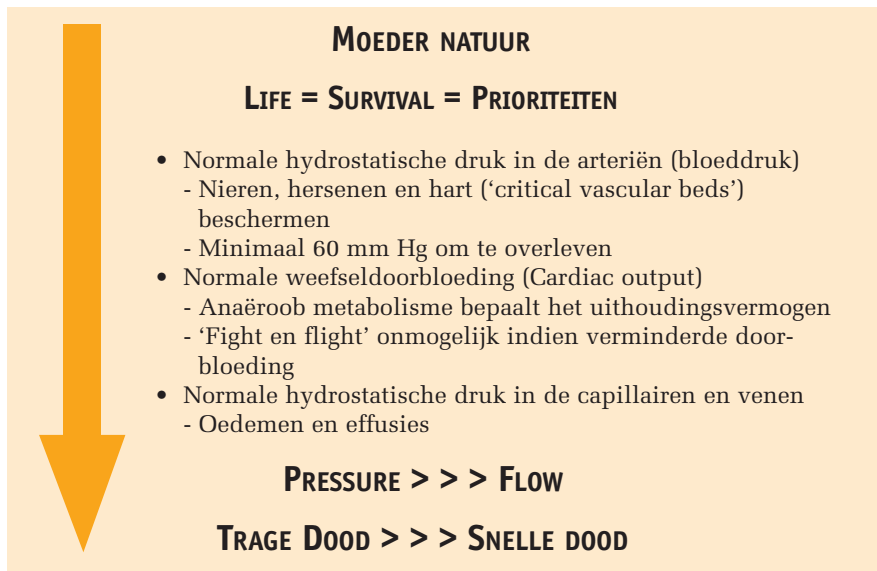 Moeder natuur
Life = Survival = Prioriteiten
• Normale hydrostatische druk in de arteriën (bloeddruk)
- Nieren, hersenen en hart (‘critical vascular beds’)
beschermen
- Minimaal 60 mm Hg om te overleven
• Normale weefseldoorbloeding (Cardiac output)
- Anaëroob metabolisme bepaalt het uithoudingsvermogen
- ‘Fight en flight’ onmogelijk indien verminderde door-
bloeding
• Normale hydrostatische druk in de capillairen en venen
- Oedemen en effusies
Pressure > > > Flow
Trage Dood > > > Snelle dood